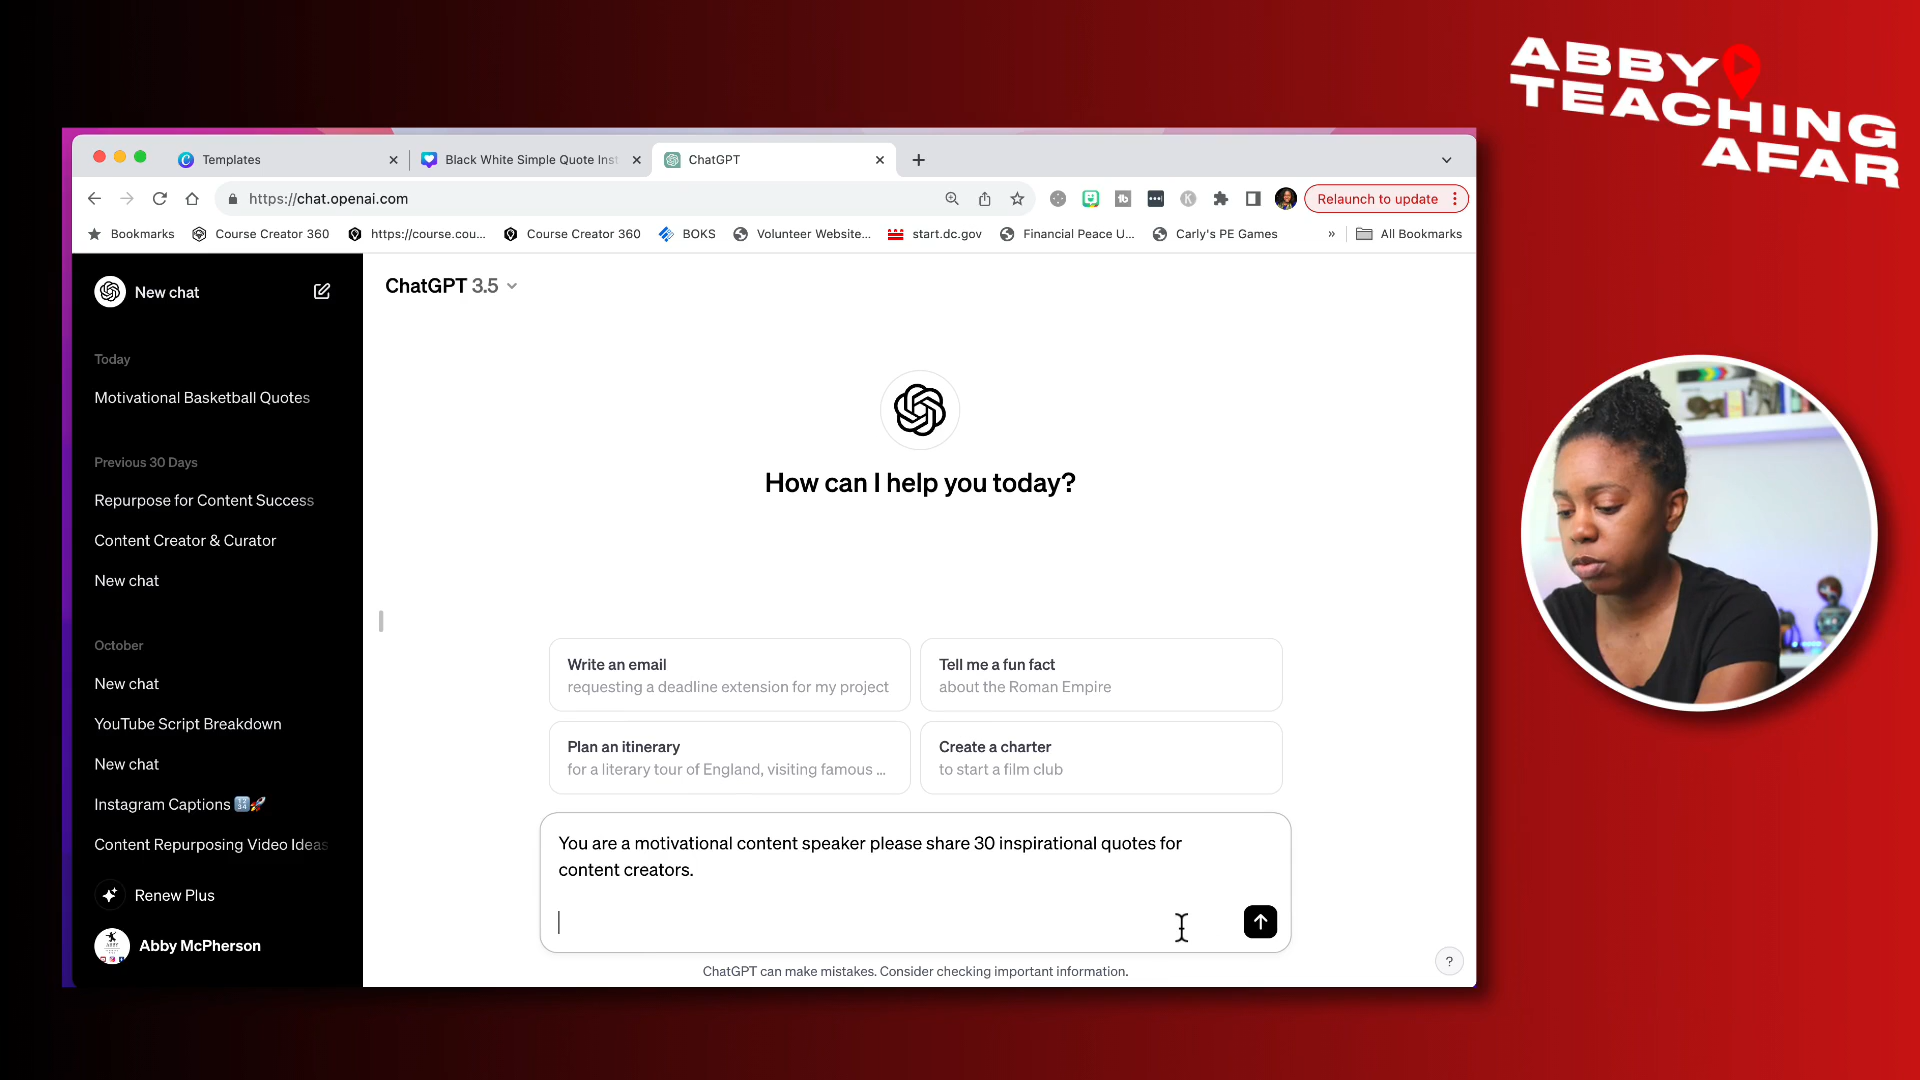 ABBY
TEACHING
AFAR
Templates
Black White Simple Quote Inst
ChatGPT
https://chat.openai.com
Relaunch to update
Bookmarks
Course Creator 360
https://course.cou...
Course Creator 360
BOKS
Volunteer Website...
start.dc.gov
Financial Peace U...
Carly's PE Games
»
All Bookmarks
New chat
ChatGPT 3.5
Today
Motivational Basketball Quotes
Previous 30 Days
Repurpose for Content Success
Content Creator & Curator
New chat
October
New chat
YouTube Script Breakdown
New chat
Instagram Captions 🔢🚀
Content Repurposing Video Ideas
Renew Plus
Abby McPherson
How can I help you today?
Write an email
requesting a deadline extension for my project
Tell me a fun fact
about the Roman Empire
Plan an itinerary
for a literary tour of England, visiting famous ...
Create a charter
to start a film club
You are a motivational content speaker please share 30 inspirational quotes for
content creators.
ChatGPT can make mistakes. Consider checking important information.
?